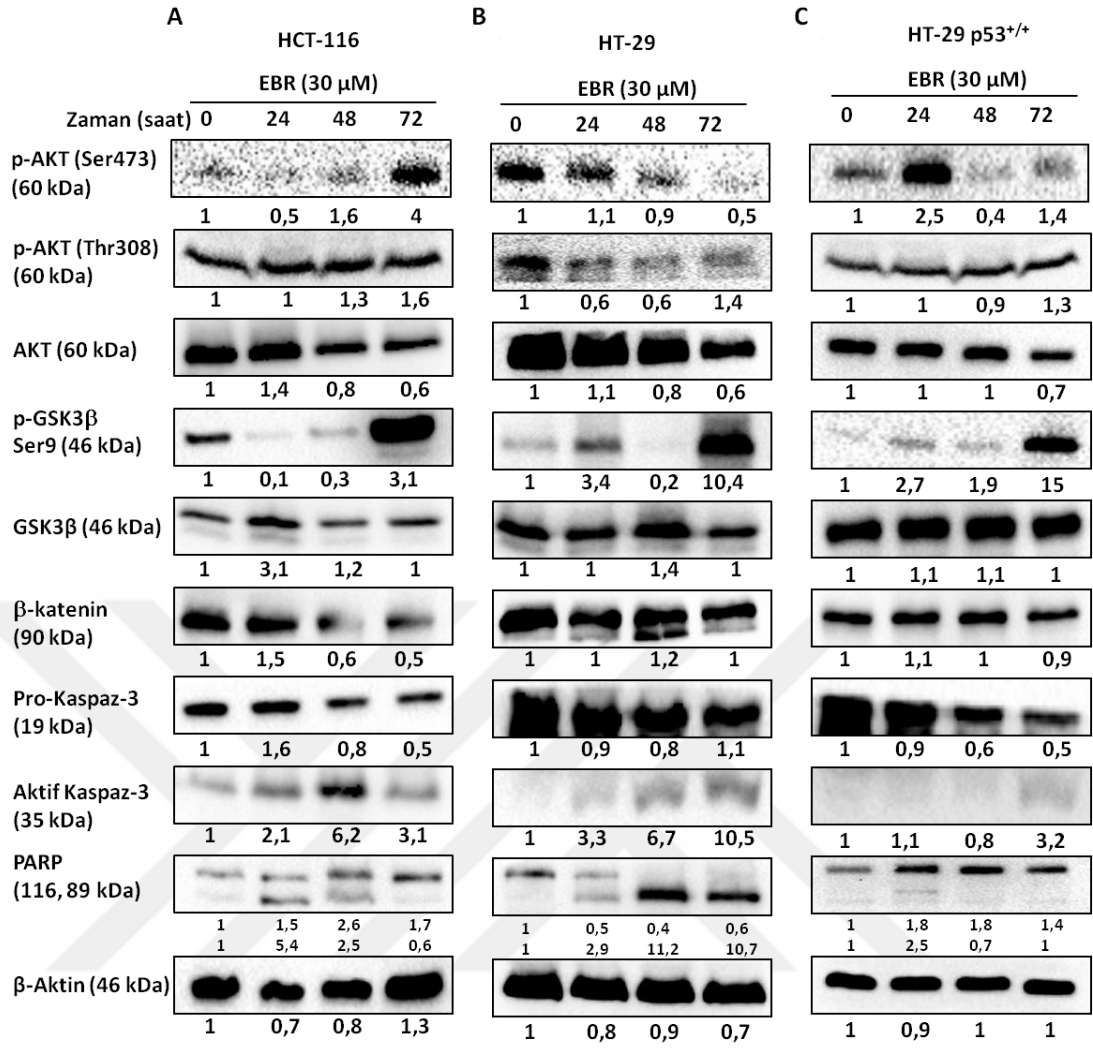 A B C
HCT-116 HT-29 HT-29 p53+/+
EBR (30 µM) EBR (30 µM) EBR (30 µM)
Zaman (saat) 0 24 48 72 0 24 48 72 0 24 48 72
p-AKT (Ser473)
(60 kDa)
1 0,5 1,6 4 1 1,1 0,9 0,5 1 2,5 0,4 1,4
p-AKT (Thr308)
(60 kDa)
1 1 1,3 1,6 1 0,6 0,6 1,4 1 1 0,9 1,3
AKT (60 kDa)
1 1,4 0,8 0,6 1 1,1 0,8 0,6 1 1 1 0,7
p-GSK3β
Ser9 (46 kDa)
1 0,1 0,3 3,1 1 3,4 0,2 10,4 1 2,7 1,9 15
GSK3β (46 kDa)
1 3,1 1,2 1 1 1 1,4 1 1 1,1 1,1 1
β-katenin
(90 kDa)
1 1,5 0,6 0,5 1 1 1,2 1 1 1,1 1 0,9
Pro-Kaspaz-3
(19 kDa)
1 1,6 0,8 0,5 1 0,9 0,8 1,1 1 0,9 0,6 0,5
Aktif Kaspaz-3
(35 kDa)
1 2,1 6,2 3,1 1 3,3 6,7 10,5 1 1,1 0,8 3,2
PARP
(116, 89 kDa)
1 1,5 2,6 1,7 1 0,5 0,4 0,6 1 1,8 1,8 1,4
1 5,4 2,5 0,6 1 2,9 11,2 10,7 1 2,5 0,7 1
β-Aktin (46 kDa)
1 0,7 0,8 1,3 1 0,8 0,9 0,7 1 0,9 1 1